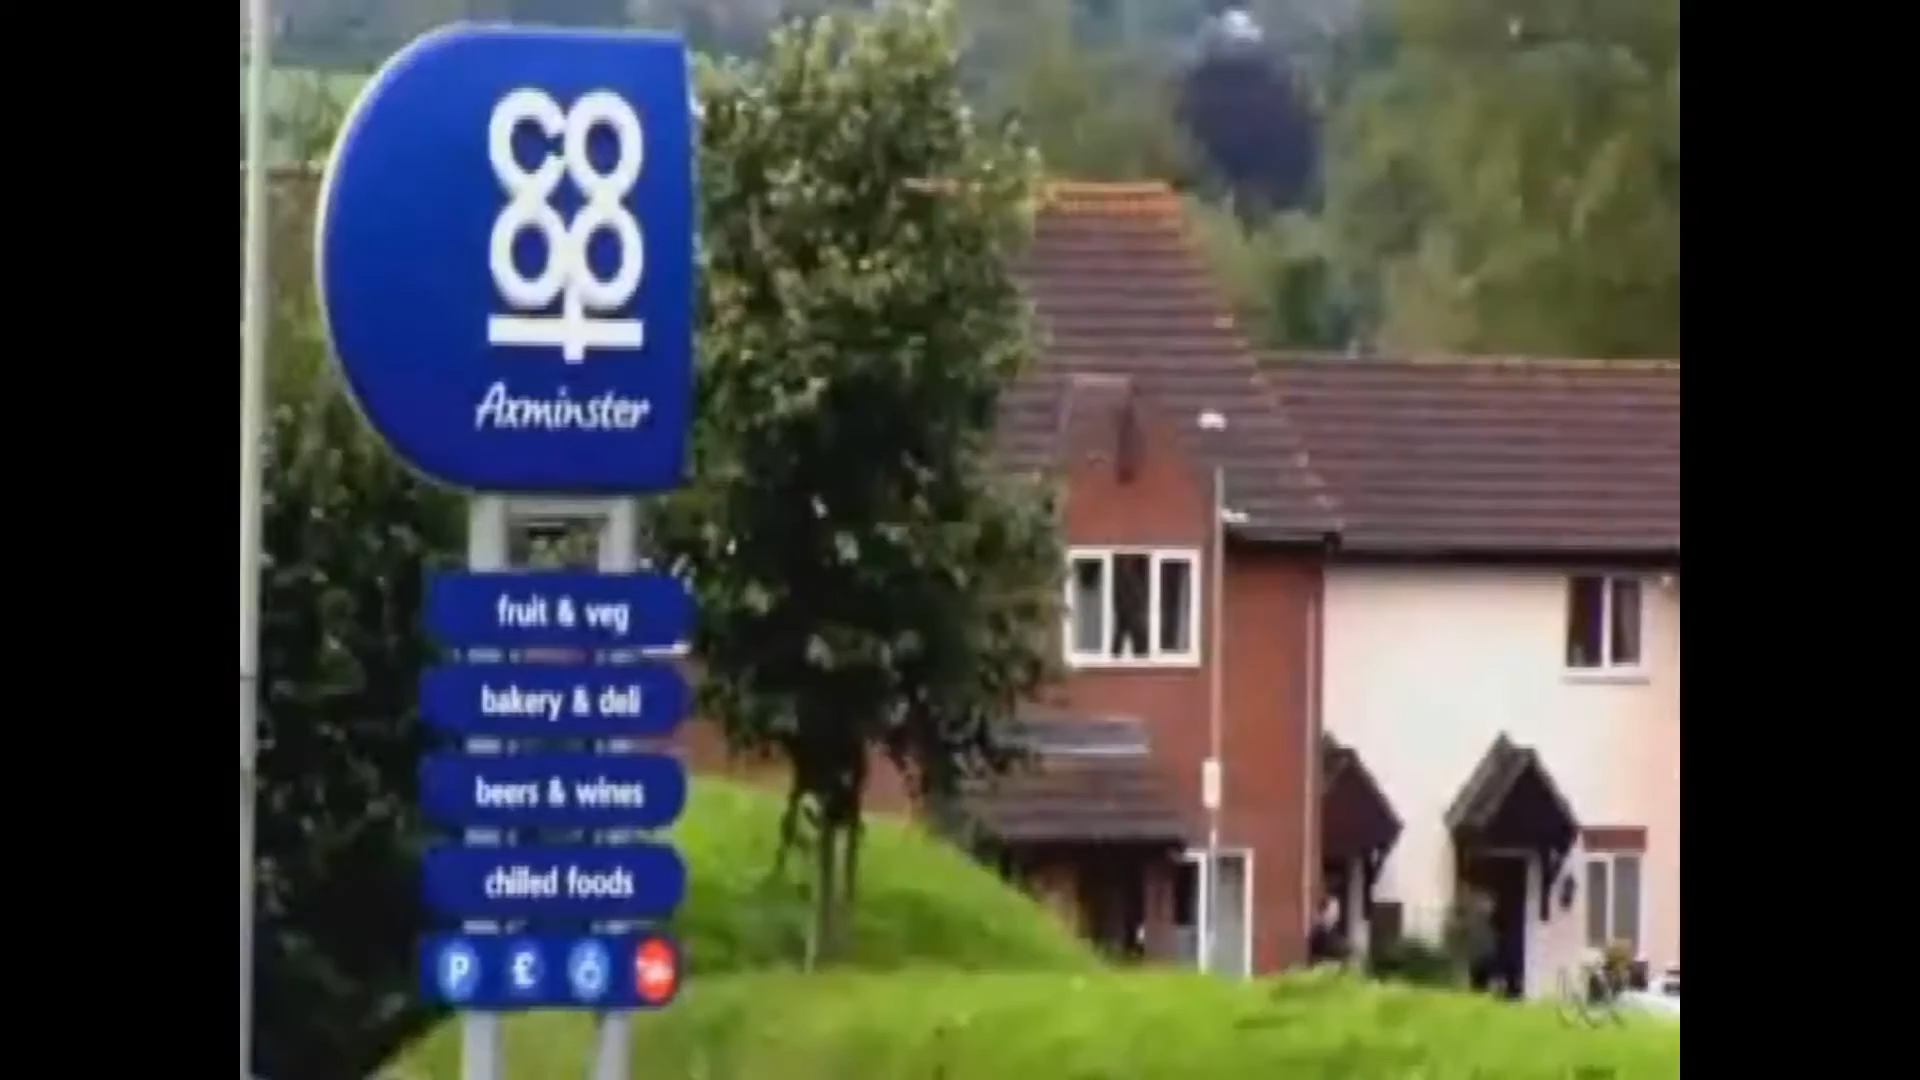 co
op
Axminster
fruit & veg
bakery & deli
beers & wines
chilled foods
P £